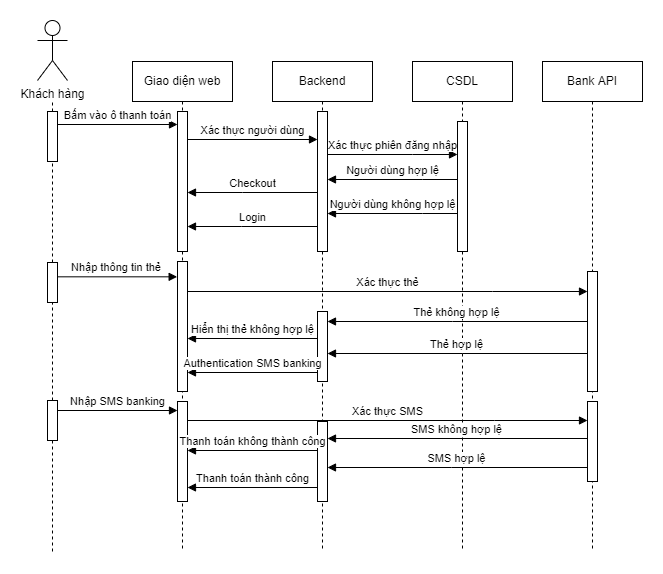 Khách hàng
Giao diện web
Backend
CSDL
Bank API
Bấm vào ô thanh toán
Xác thực người dùng
Xác thực phiên đăng nhập
Người dùng hợp lệ
Checkout
Người dùng không hợp lệ
Login
Nhập thông tin thẻ
Xác thực thẻ
Thẻ không hợp lệ
Hiển thị thẻ không hợp lệ
Thẻ hợp lệ
Authentication SMS banking
Nhập SMS banking
Xác thực SMS
SMS không hợp lệ
Thanh toán không thành công
SMS hợp lệ
Thanh toán thành công